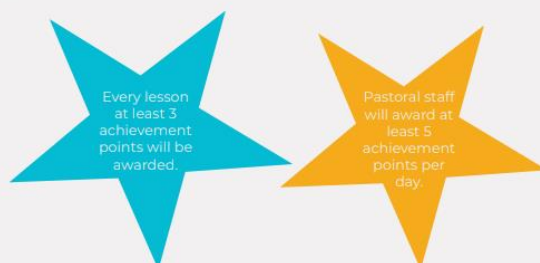 Every lesson
at least 3
achievement
points will be
awarded.
Pastoral staff
will award at
least 5
achievement
points per
day.